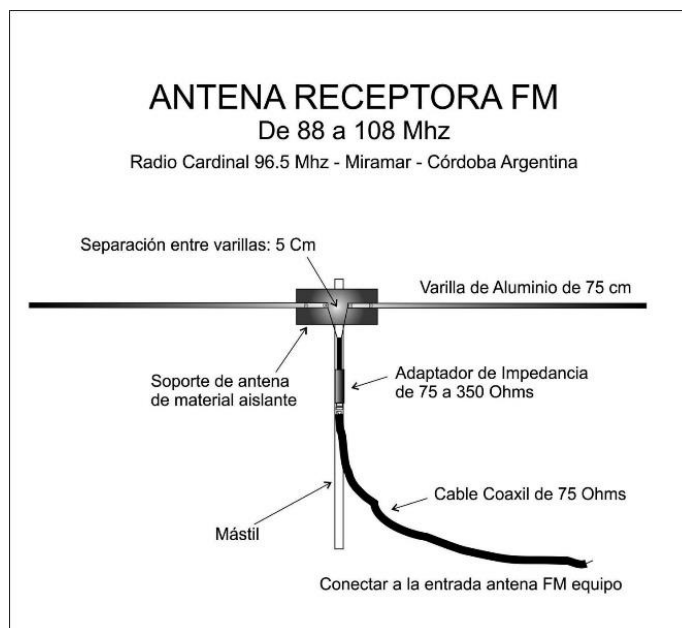 ANTENA RECEPTORA FM
De 88 a 108 Mhz
Radio Cardinal 96.5 Mhz - Miramar - Córdoba Argentina
Separación entre varillas: 5 Cm
Varilla de Aluminio de 75 cm
Soporte de antena
de material aislante
Adaptador de Impedancia
de 75 a 350 Ohms
Cable Coaxil de 75 Ohms
Mástil
Conectar a la entrada antena FM equipo